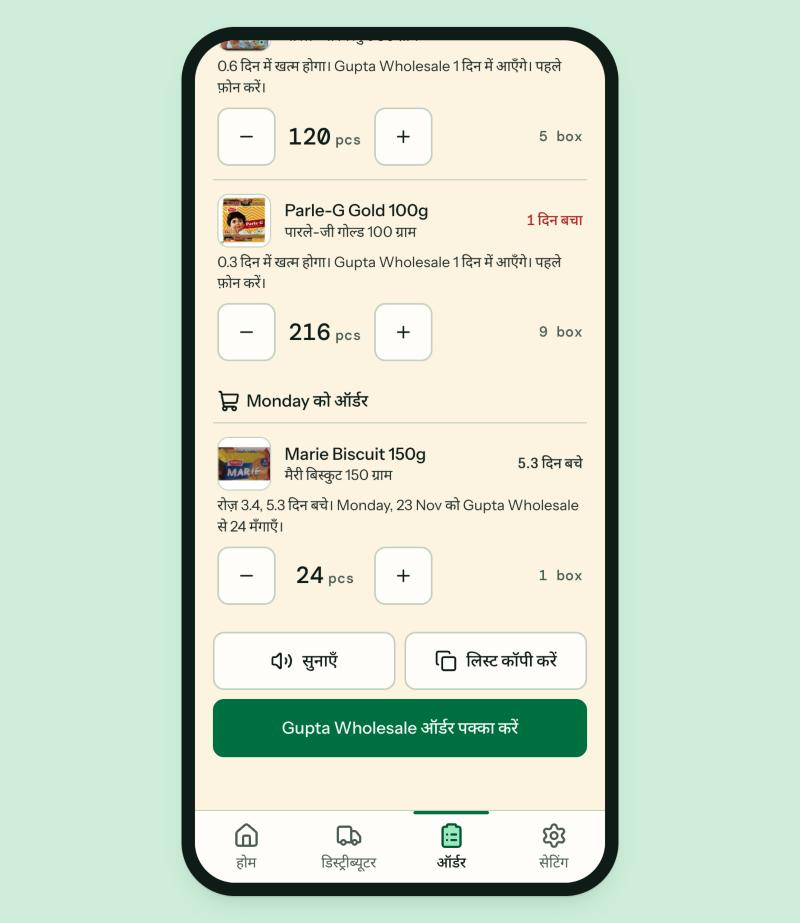 0.6 दिन में खत्म होगा। Gupta Wholesale 1 दिन में आएँगे। पहले
फ़ोन करें।
− 120 pcs + 5 box
Parle-G Gold 100g
1 दिन बचा
पारले-जी गोल्ड 100 ग्राम
0.3 दिन में खत्म होगा। Gupta Wholesale 1 दिन में आएँगे। पहले
फ़ोन करें।
− 216 pcs + 9 box
Monday को ऑर्डर
Marie Biscuit 150g
5.3 दिन बचे
मैरी बिस्कुट 150 ग्राम
रोज़ 3.4, 5.3 दिन बचे। Monday, 23 Nov को Gupta Wholesale
से 24 मँगाएँ।
− 24 pcs + 1 box
सुनाएँ
लिस्ट कॉपी करें
Gupta Wholesale ऑर्डर पक्का करें
होम
डिस्ट्रीब्यूटर
ऑर्डर
सेटिंग